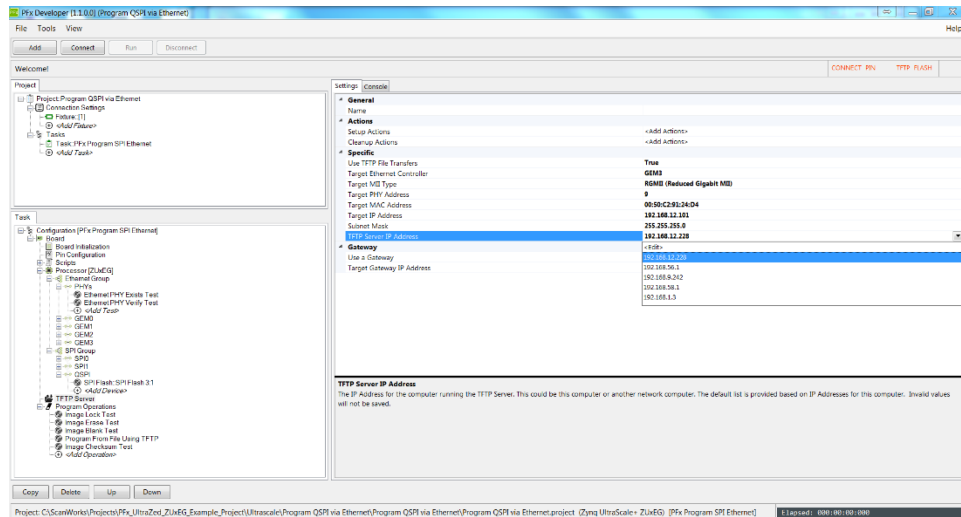 PFx Developer [1.1.0.0] (Program QSPI via Ethernet)
File Tools View Help
Add Connect Run Disconnect
Welcome! CONNECT PIN TFTP FLASH
Project
Project: Program QSPI via Ethernet
Connection Settings
Fixture: [1]
<Add Fixture>
Tasks
Task: PFx Program SPI Ethernet
<Add Task>
Task
Configuration [PFx Program SPI Ethernet]
Board
Board Initialization
Pin Configuration
Scripts
Processor [ZUxEG]
Ethernet Group
PHYs
Ethernet PHY Exists Test
Ethernet PHY Verify Test
<Add Test>
GEM0
GEM1
GEM2
GEM3
SPI Group
SPI0
SPI1
QSPI
SPI Flash: SPI Flash 3.1
<Add Device>
TFTP Server
Program Operations
Image Lock Test
Image Erase Test
Image Blank Test
Program From File Using TFTP
Image Checksum Test
<Add Operation>
Settings Console
General
Name
Actions
Setup Actions <Add Actions>
Cleanup Actions <Add Actions>
Specific
Use TFTP File Transfers True
Target Ethernet Controller GEM3
Target MII Type RGMII (Reduced Gigabit MII)
Target PHY Address 9
Target MAC Address 00:50:C2:91:24:D4
Target IP Address 192.168.12.101
Subnet Mask 255.255.255.0
TFTP Server IP Address 192.168.12.228
Gateway <Edit>
Use a Gateway 192.168.12.228
Target Gateway IP Address 192.168.56.1
192.168.9.242
192.168.58.1
192.168.1.3
TFTP Server IP Address
The IP Address for the computer running the TFTP Server. This could be this computer or another network computer. The default list is provided based on IP Addresses for this computer. Invalid values
will not be saved.
Copy Delete Up Down
Project: C:\ScanWorks\Projects\PFx_UltraZed_ZUxEG_Example_Project\Ultrascale\Program QSPI via Ethernet\Program QSPI via Ethernet\Program QSPI via Ethernet.project (Zynq UltraScale+ ZUxEG) [PFx Program SPI Ethernet] Elapsed: 000:00:00:000